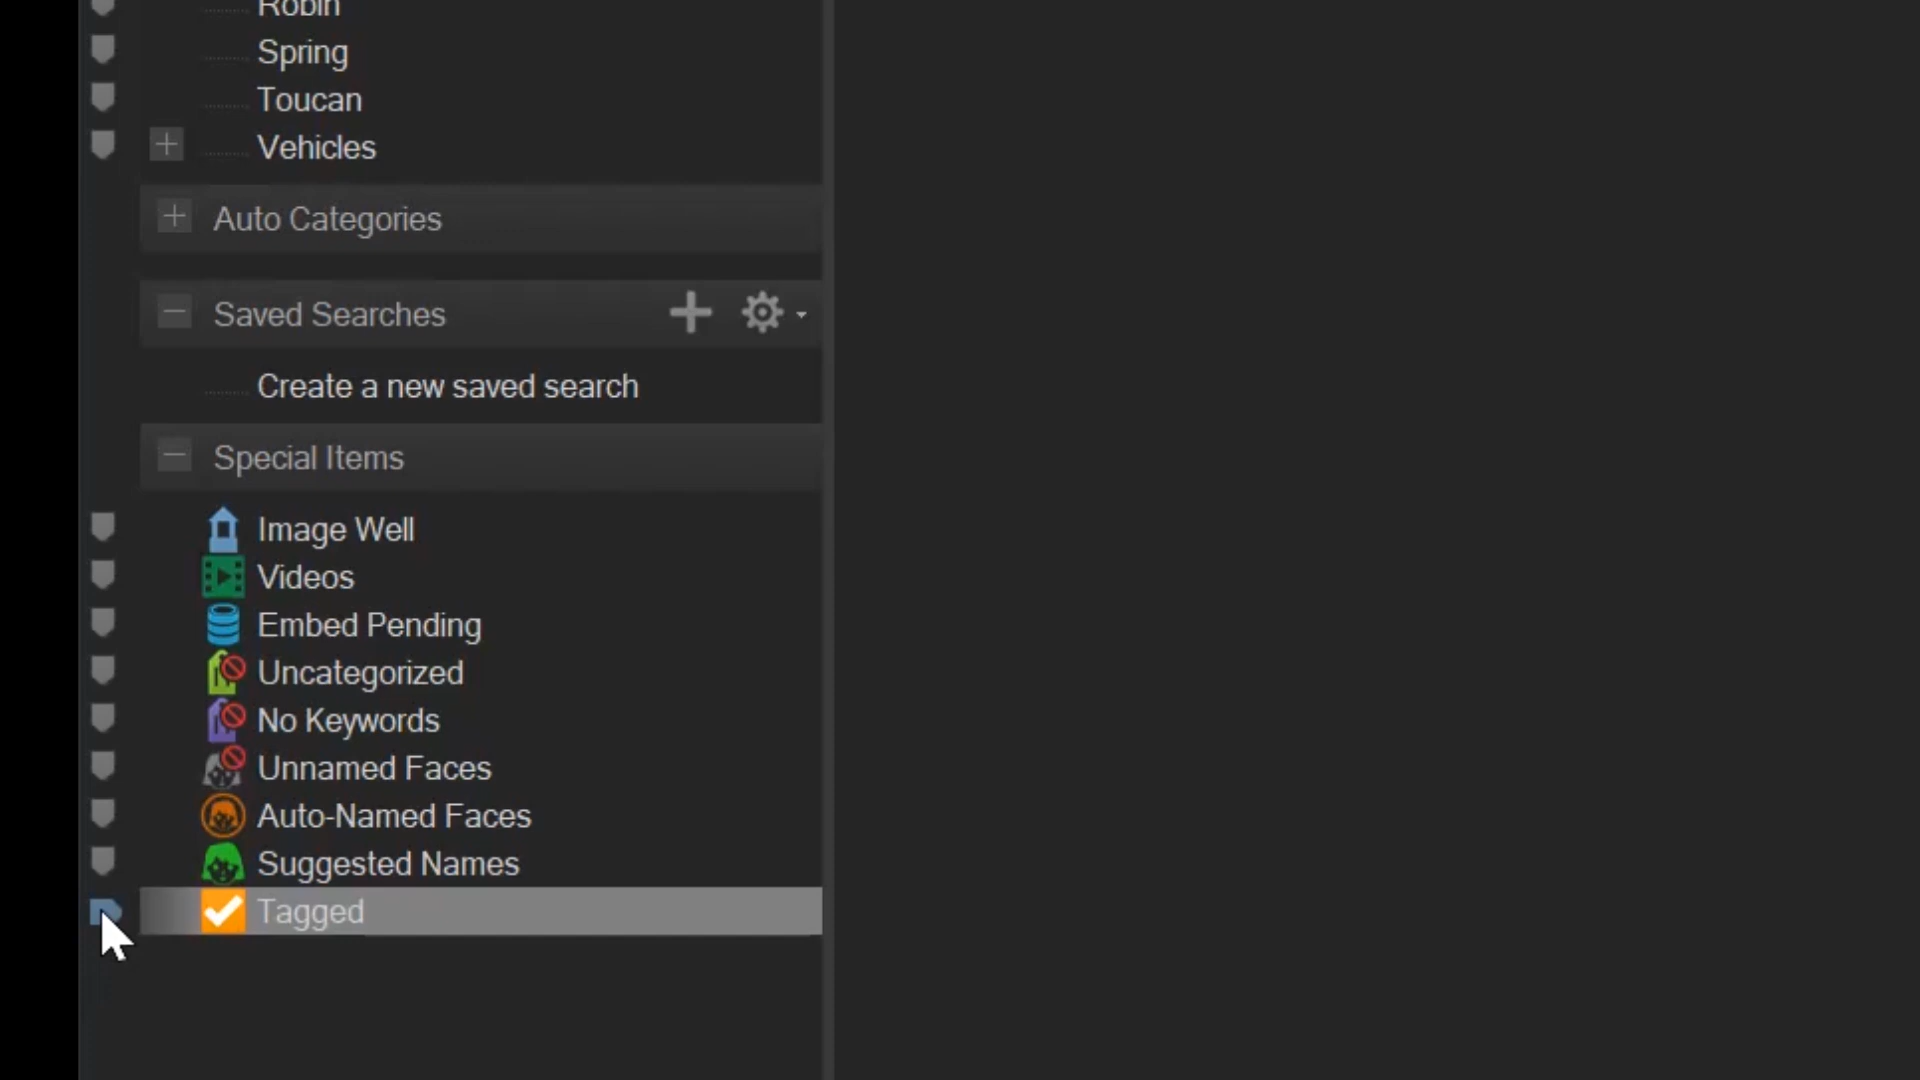 Robin
Spring
Toucan
Vehicles
Auto Categories
Saved Searches
Create a new saved search
Special Items
Image Well
Videos
Embed Pending
Uncategorized
No Keywords
Unnamed Faces
Auto-Named Faces
Suggested Names
Tagged